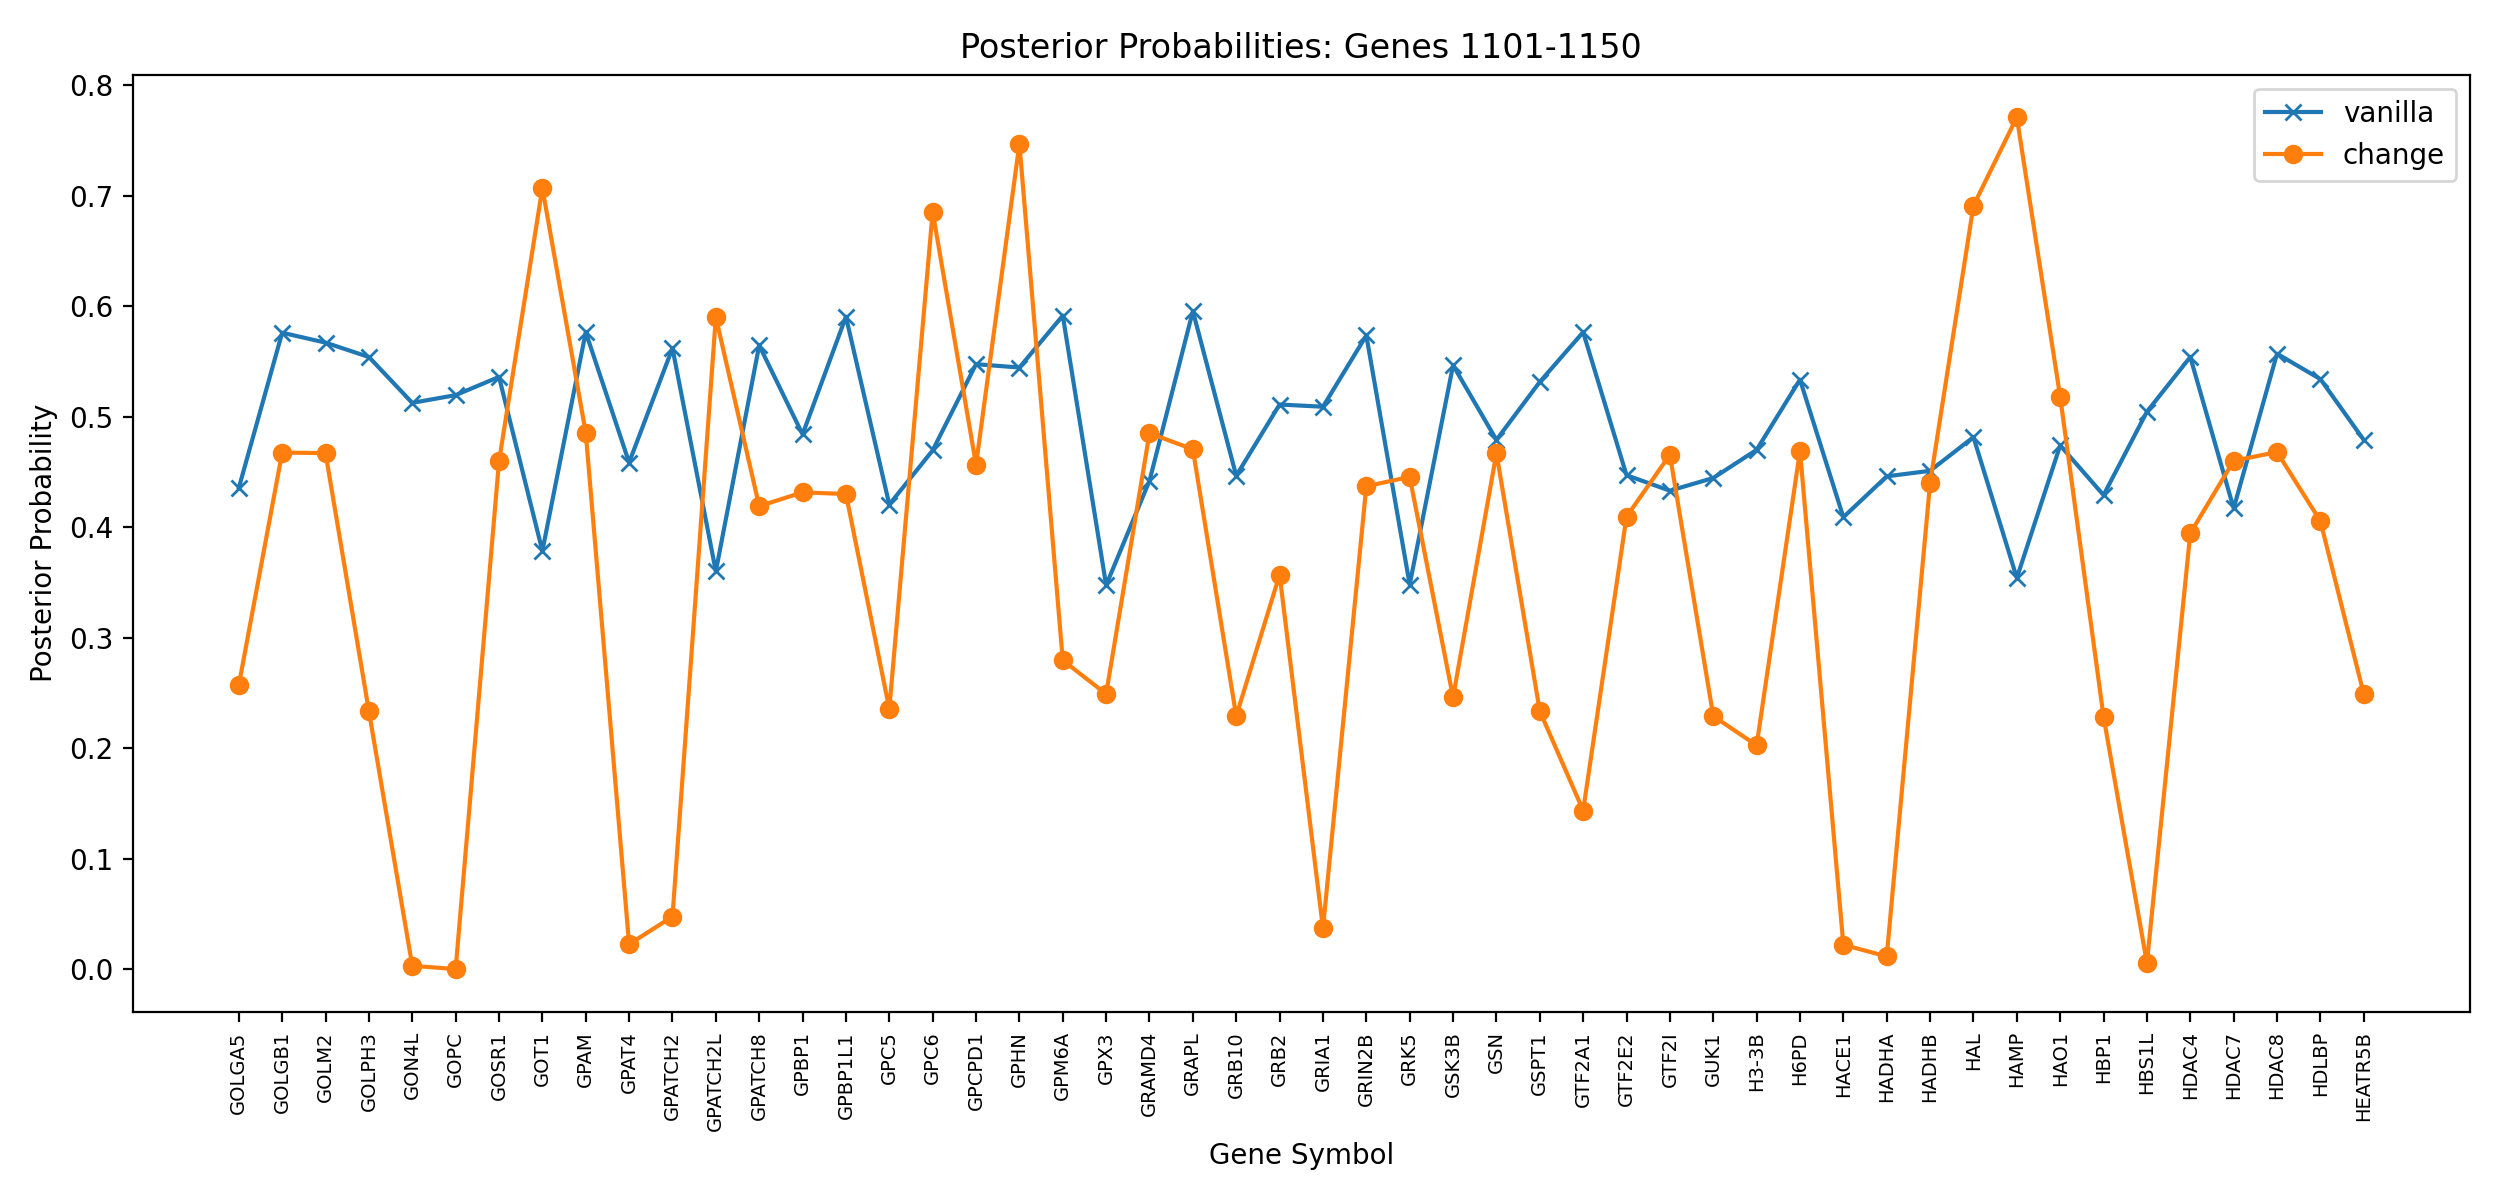 Posterior Probabilities: Genes 1101-1150
vanilla
change
Posterior Probability
0.8
0.7
0.6
0.5
0.4
0.3
0.2
0.1
0.0
GOLGA5
GOLGB1
GOLM2
GOLPH3
GON4L
GOPC
GOSR1
GOT1
GPAM
GPAT4
GPATCH2
GPATCH2L
GPATCH8
GPBP1
GPBP1L1
GPC5
GPC6
GPCPD1
GPHN
GPM6A
GPX3
GRAMD4
GRAPL
GRB10
GRB2
GRIA1
GRIN2B
GRK5
GSK3B
GSN
GSPT1
GTF2A1
GTF2E2
GTF2I
GUK1
H3-3B
H6PD
HACE1
HADHA
HADHB
HAL
HAMP
HAO1
HBP1
HBS1L
HDAC4
HDAC7
HDAC8
HDLBP
HEATR5B
Gene Symbol